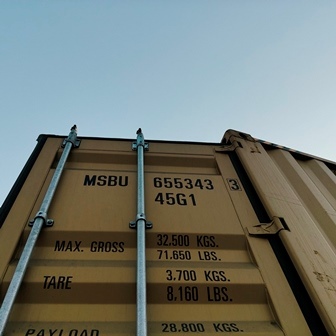 MSBU 655343 3
45G1
MAX. GROSS 32.500 KGS.
71.650 LBS.
TARE 3.700 KGS.
8.160 LBS.
PAYLOAD 28.800 KGS.